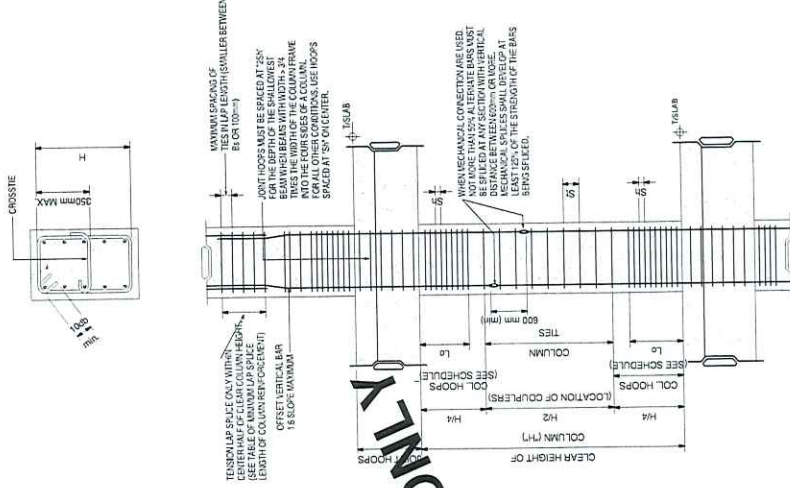 CROSSTIE
H
350mm MAX
10db
min.
MAXIMUM SPACING OF
TIES IN LAP LENGTH (SMALLER BETWEEN
OR 100mm)
JOINT HOOPS MUST BE SPACED AT "2Sh"
FOR THE DEPTH OF THE SHALLOWEST
BEAM WHEN BEAMS WITH WIDTH > 3/4
TIMES THE WIDTH OF THE COLUMN FRAME
INTO THE FOUR SIDES OF A COLUMN.
FOR ALL OTHER CONDITIONS, USE HOOPS
SPACED AT "Sh" ON CENTER.
T/SLAB
TENSION LAP SPLICE ONLY WITHIN
CENTER HALF OF CLEAR COLUMN HEIGHT,
(SEE TABLE OF MINIMUM LAP SPLICE
LENGTH OF COLUMN REINFORCEMENT)
OFFSET VERTICAL BAR
1:6 SLOPE MAXIMUM
WHEN MECHANICAL CONNECTION ARE USED,
NOT MORE THAN 50% ALTERNATE BARS MUST
BE SPLICED AT ANY SECTION WITH VERTICAL
DISTANCE BETWEEN 600mm OR MORE.
MECHANICAL SPLICES SHALL DEVELOP AT
LEAST 125% OF THE STRENGTH OF THE BARS
BEING SPLICED.
Sh
St
Sh
T/SLAB
600 mm (min)
Lo
COLUMN
TIES
Lo
COL. HOOPS
(SEE SCHEDULE)
(LOCATION OF COUPLERS)
COL. HOOPS
(SEE SCHEDULE)
H/4
H/2
H/4
JOINT HOOPS
CLEAR HEIGHT OF
COLUMN ("H")
ONLY